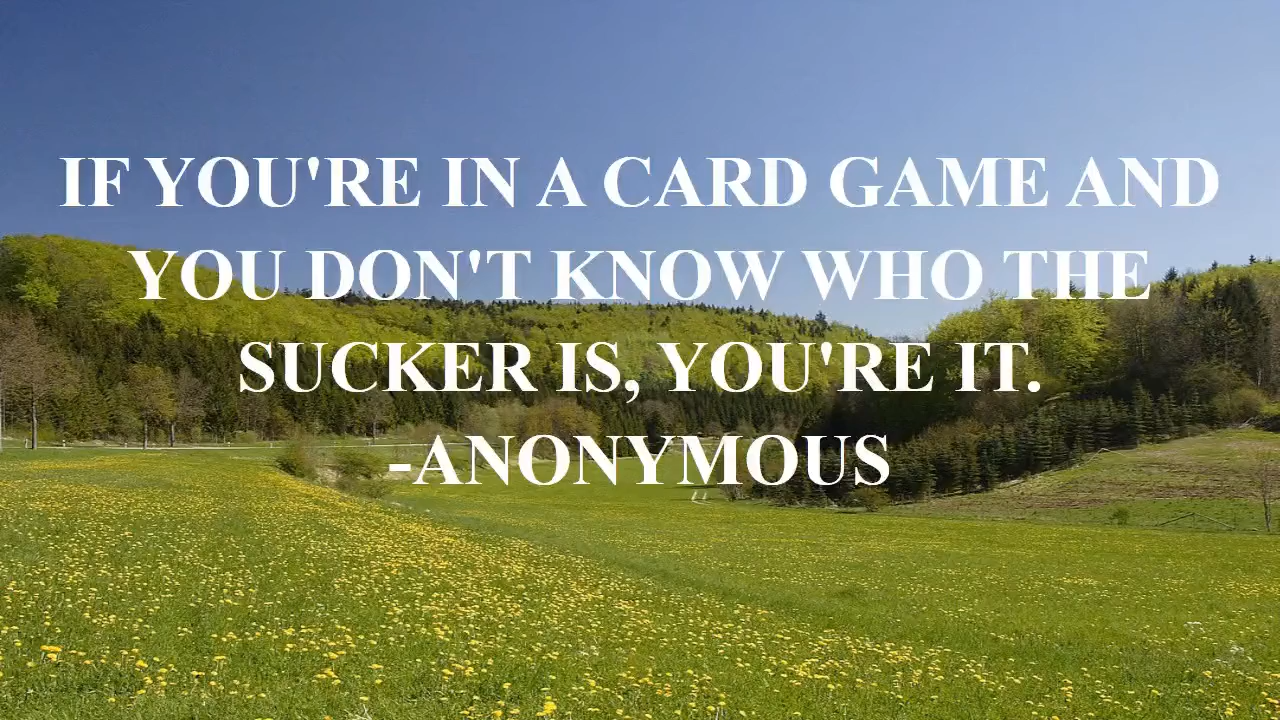 IF YOU'RE IN A CARD GAME AND
YOU DON'T KNOW WHO THE
SUCKER IS, YOU'RE IT.
-ANONYMOUS